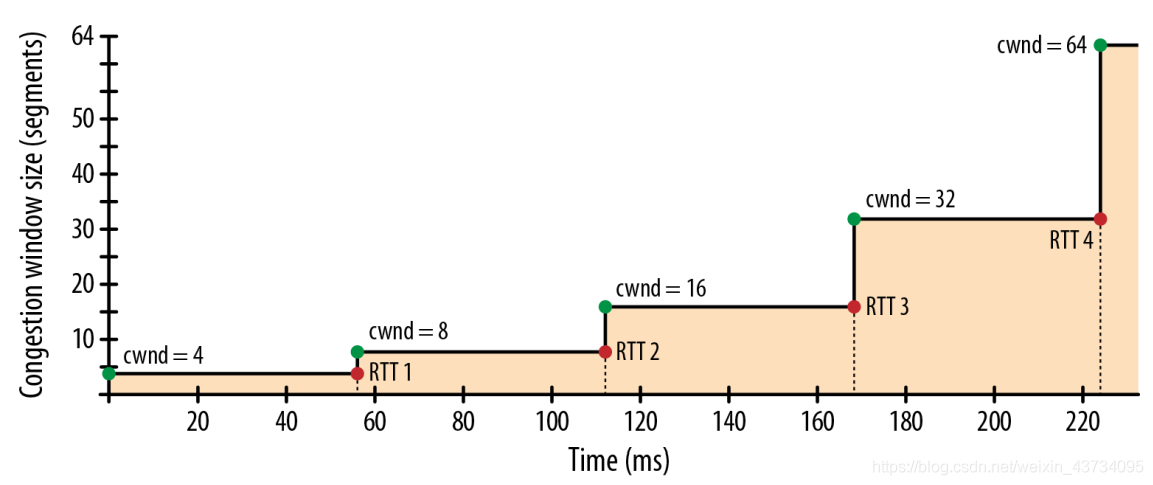 Congestion window size (segments)
64
50
40
30
20
10
cwnd = 4
cwnd = 8
cwnd = 16
cwnd = 32
cwnd = 64
RTT 1
RTT 2
RTT 3
RTT 4
20 40 60 80 100 120 140 160 180 200 220
Time (ms)
https://blog.csdn.net/weixin_43734095